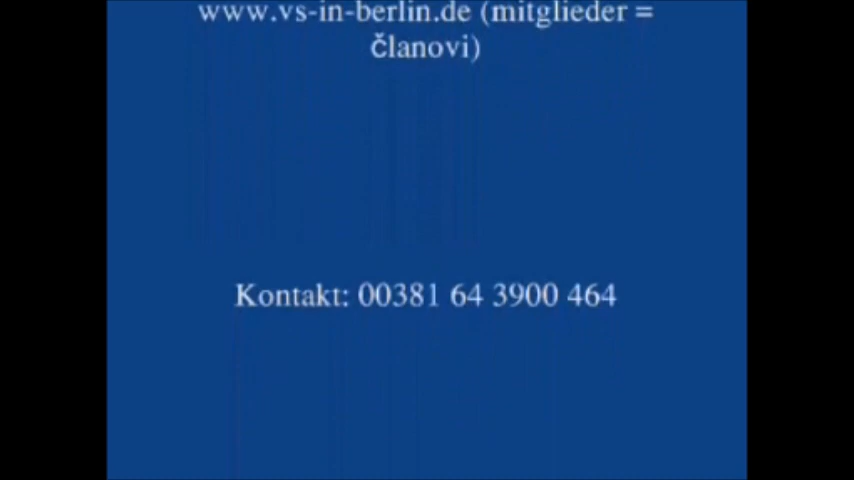 www.vs-in-berlin.de (mitglieder =
članovi)
Kontakt: 00381 64 3900 464